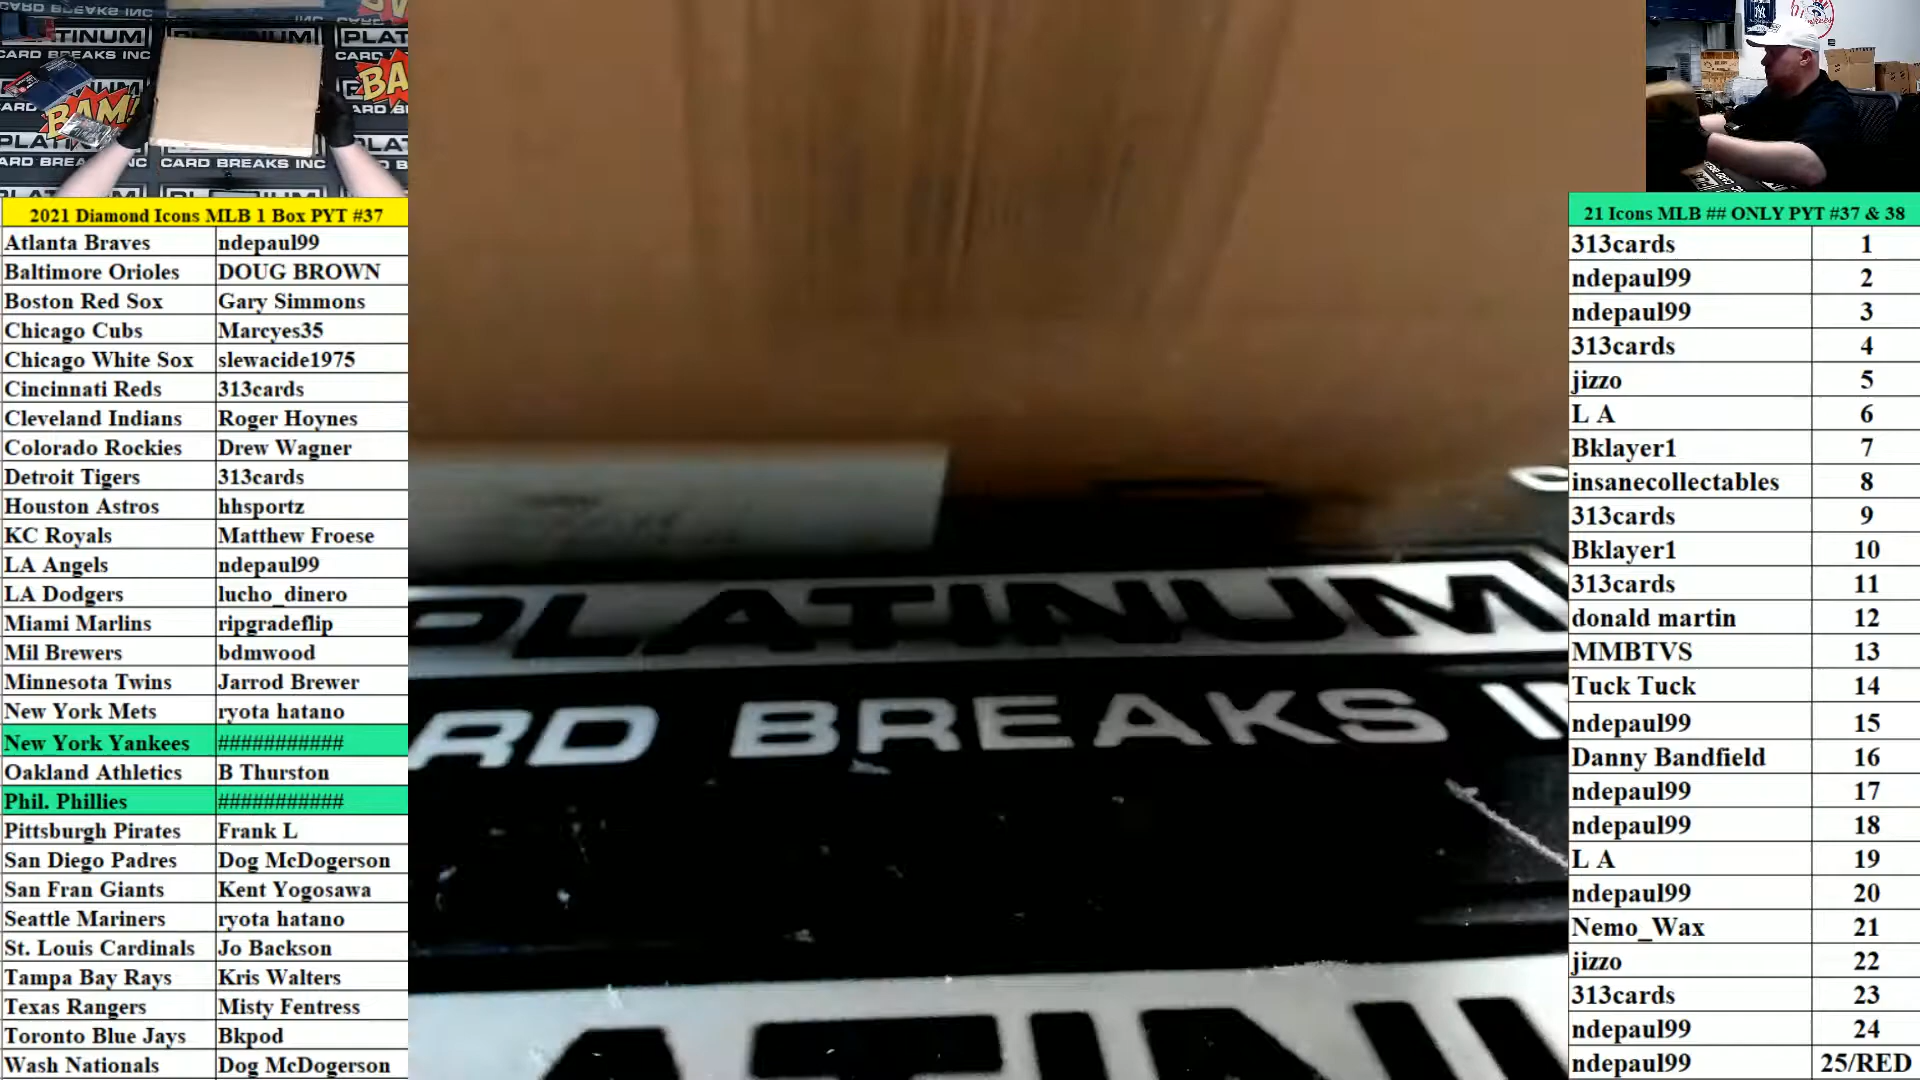 TINUM
CARD BREAKS INC
BAM!
CARD BREAKS INC
2021 Diamond Icons MLB 1 Box PYT #37
Atlanta Braves ndepaul99
Baltimore Orioles DOUG BROWN
Boston Red Sox Gary Simmons
Chicago Cubs Marcyes35
Chicago White Sox slewacide1975
Cincinnati Reds 313cards
Cleveland Indians Roger Hoynes
Colorado Rockies Drew Wagner
Detroit Tigers 313cards
Houston Astros hhsportz
KC Royals Matthew Froese
LA Angels ndepaul99
LA Dodgers lucho_dinero
Miami Marlins ripgradeflip
Mil Brewers bdmwood
Minnesota Twins Jarrod Brewer
New York Mets ryota hatano
New York Yankees ###########
Oakland Athletics B Thurston
Phil. Phillies ###########
Pittsburgh Pirates Frank L
San Diego Padres Dog McDogerson
San Fran Giants Kent Yogosawa
Seattle Mariners ryota hatano
St. Louis Cardinals Jo Backson
Tampa Bay Rays Kris Walters
Texas Rangers Misty Fentress
Toronto Blue Jays Bkpod
Wash Nationals Dog McDogerson
PLATINUM
RD BREAKS IN
ATINU
21 Icons MLB ## ONLY PYT #37 & 38
313cards 1
ndepaul99 2
ndepaul99 3
313cards 4
jizzo 5
L A 6
Bklayer1 7
insanecollectables 8
313cards 9
Bklayer1 10
313cards 11
donald martin 12
MMBTVS 13
Tuck Tuck 14
ndepaul99 15
Danny Bandfield 16
ndepaul99 17
ndepaul99 18
L A 19
ndepaul99 20
Nemo_Wax 21
jizzo 22
313cards 23
ndepaul99 24
ndepaul99 25/RED